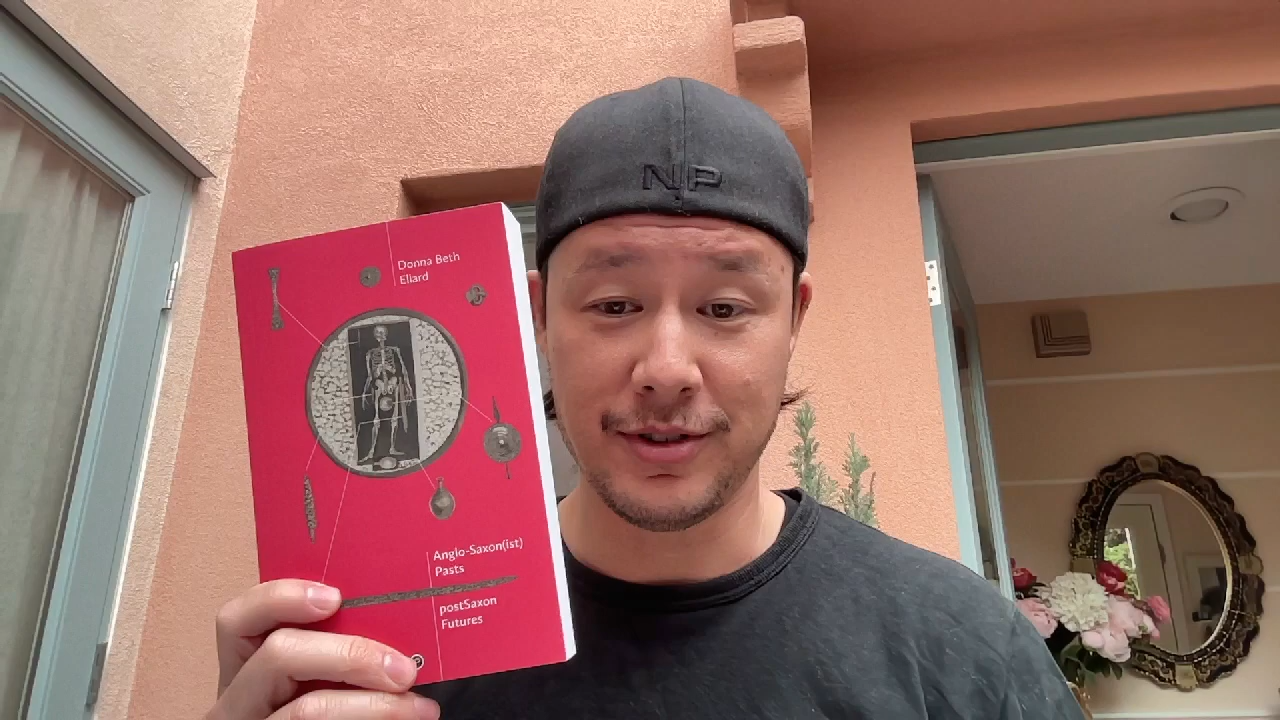 NP
Donna Beth
Ellard
Anglo-Saxon(ist)
Pasts
postSaxon
Futures